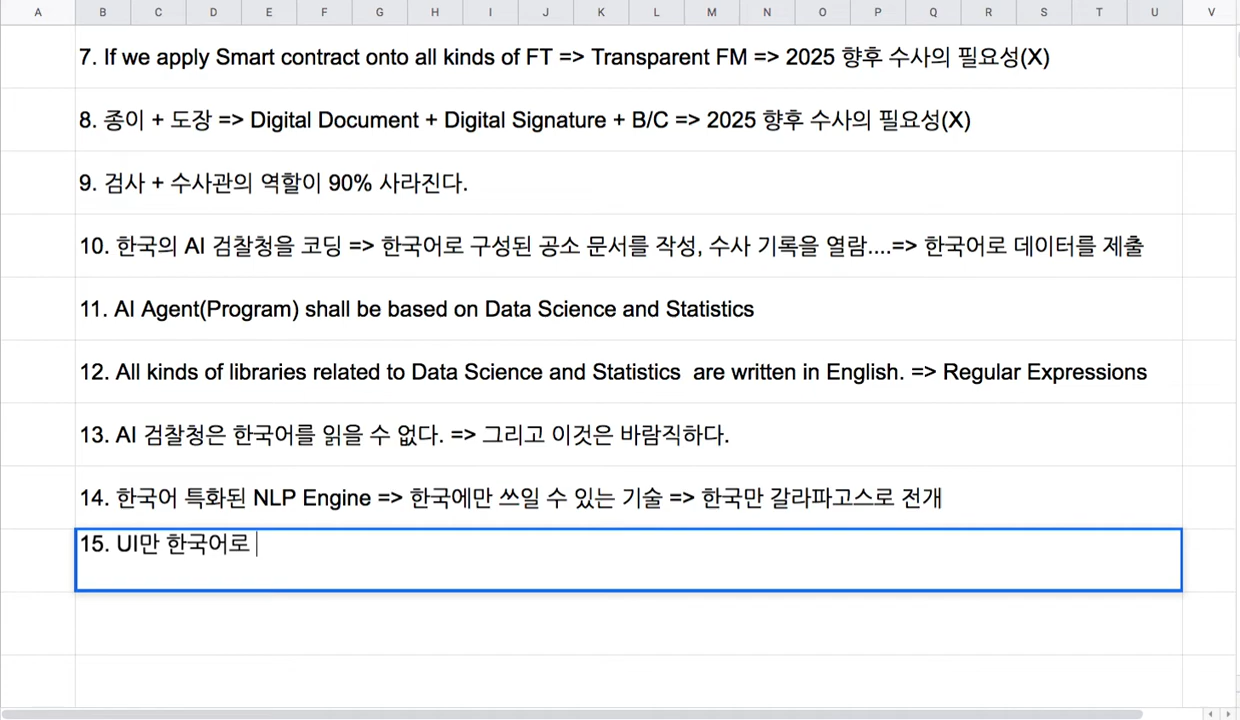 A B C D E F G H I J K L M N O P Q R S T U V
7. If we apply Smart contract onto all kinds of FT => Transparent FM => 2025 향후 수사의 필요성(X)
8. 종이 + 도장 => Digital Document + Digital Signature + B/C => 2025 향후 수사의 필요성(X)
9. 검사 + 수사관의 역할이 90% 사라진다.
10. 한국의 AI 검찰청을 코딩 => 한국어로 구성된 공소 문서를 작성, 수사 기록을 열람....=> 한국어로 데이터를 제출
11. AI Agent(Program) shall be based on Data Science and Statistics
12. All kinds of libraries related to Data Science and Statistics  are written in English. => Regular Expressions
13. AI 검찰청은 한국어를 읽을 수 없다. => 그리고 이것은 바람직하다.
14. 한국어 특화된 NLP Engine => 한국에만 쓰일 수 있는 기술 => 한국만 갈라파고스로 전개
15. UI만 한국어로